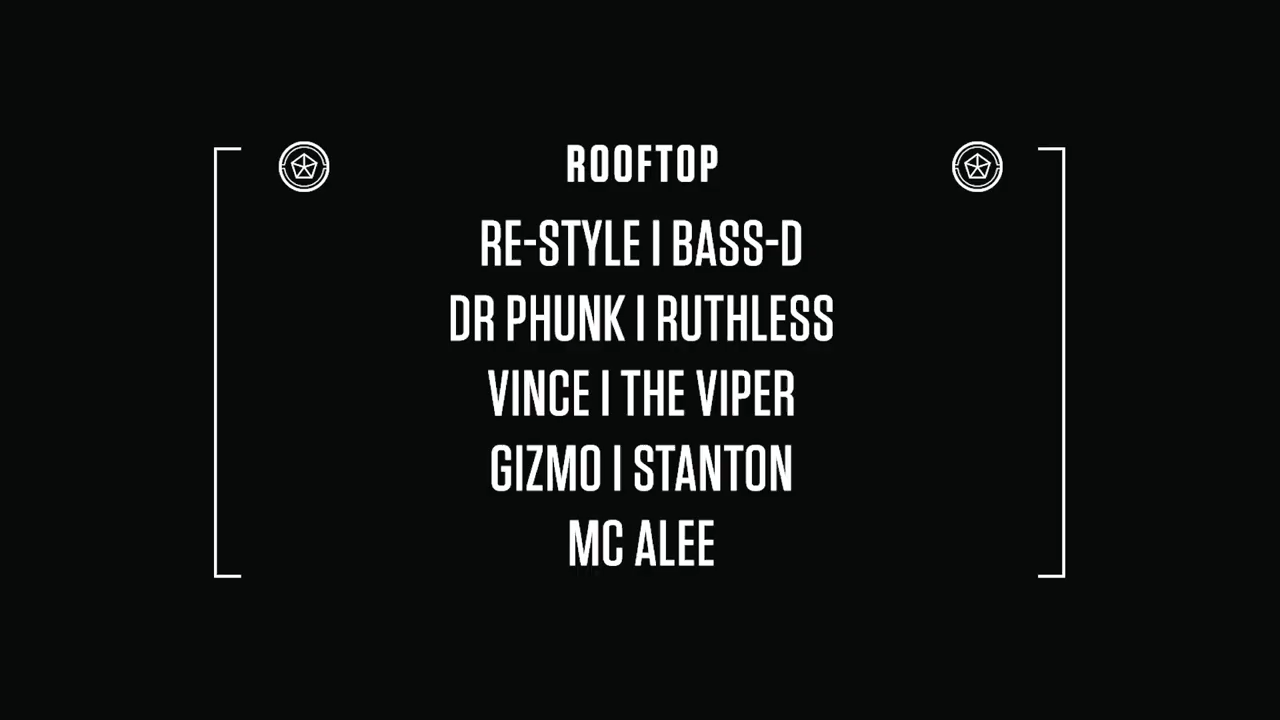 ROOFTOP
RE-STYLE | BASS-D
DR PHUNK | RUTHLESS
VINCE | THE VIPER
GIZMO | STANTON
MC ALEE